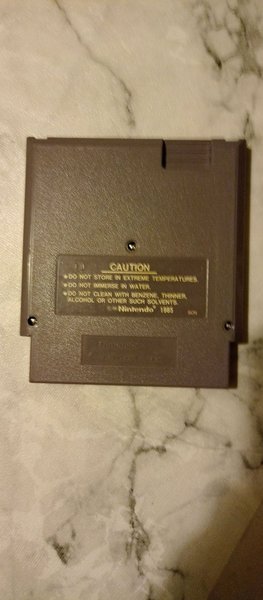 CAUTION
●DO NOT STORE IN EXTREME TEMPERATURES.
●DO NOT IMMERSE IN WATER.
●DO NOT CLEAN WITH BENZENE, THINNER,
ALCOHOL OR OTHER SUCH SOLVENTS.
Nintendo® 1985